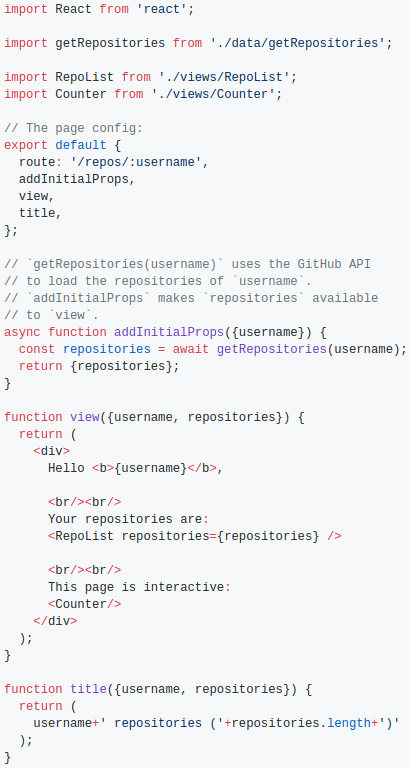 import React from 'react';

import getRepositories from './data/getRepositories';

import RepoList from './views/RepoList';
import Counter from './views/Counter';

// The page config:
export default {
  route: '/repos/:username',
  addInitialProps,
  view,
  title,
};

// `getRepositories(username)` uses the GitHub API
// to load the repositories of `username`.
// `addInitialProps` makes `repositories` available
// to `view`.
async function addInitialProps({username}) {
  const repositories = await getRepositories(username);
  return {repositories};
}

function view({username, repositories}) {
  return (
    <div>
      Hello <b>{username}</b>,

      <br/><br/>
      Your repositories are:
      <RepoList repositories={repositories} />

      <br/><br/>
      This page is interactive:
      <Counter/>
    </div>
  );
}

function title({username, repositories}) {
  return (
    username+' repositories ('+repositories.length+')'
  );
}